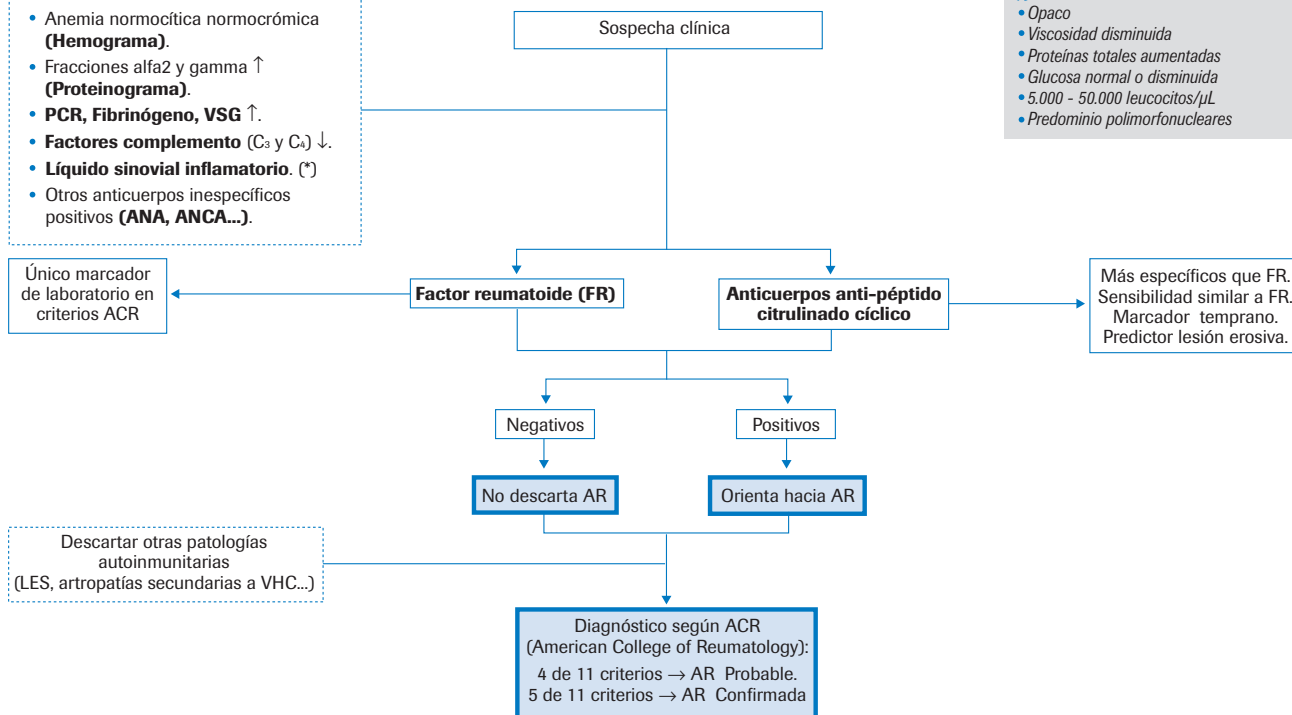 • Anemia normocítica normocrómica
(Hemograma).
• Fracciones alfa2 y gamma ↑
(Proteinograma).
• PCR, Fibrinógeno, VSG ↑.
• Factores complemento (C₃ y C₄) ↓.
• Líquido sinovial inflamatorio. (*)
• Otros anticuerpos inespecíficos
positivos (ANA, ANCA...).
Sospecha clínica
• Opaco
• Viscosidad disminuida
• Proteínas totales aumentadas
• Glucosa normal o disminuida
• 5.000 - 50.000 leucocitos/µL
• Predominio polimorfonucleares
Único marcador
de laboratorio en
criterios ACR
Factor reumatoide (FR)
Anticuerpos anti-péptido
citrulinado cíclico
Más específicos que FR.
Sensibilidad similar a FR.
Marcador temprano.
Predictor lesión erosiva.
Negativos
Positivos
No descarta AR
Orienta hacia AR
Descartar otras patologías
autoinmunitarias
(LES, artropatías secundarias a VHC...)
Diagnóstico según ACR
(American College of Reumatology):
4 de 11 criterios → AR Probable.
5 de 11 criterios → AR Confirmada